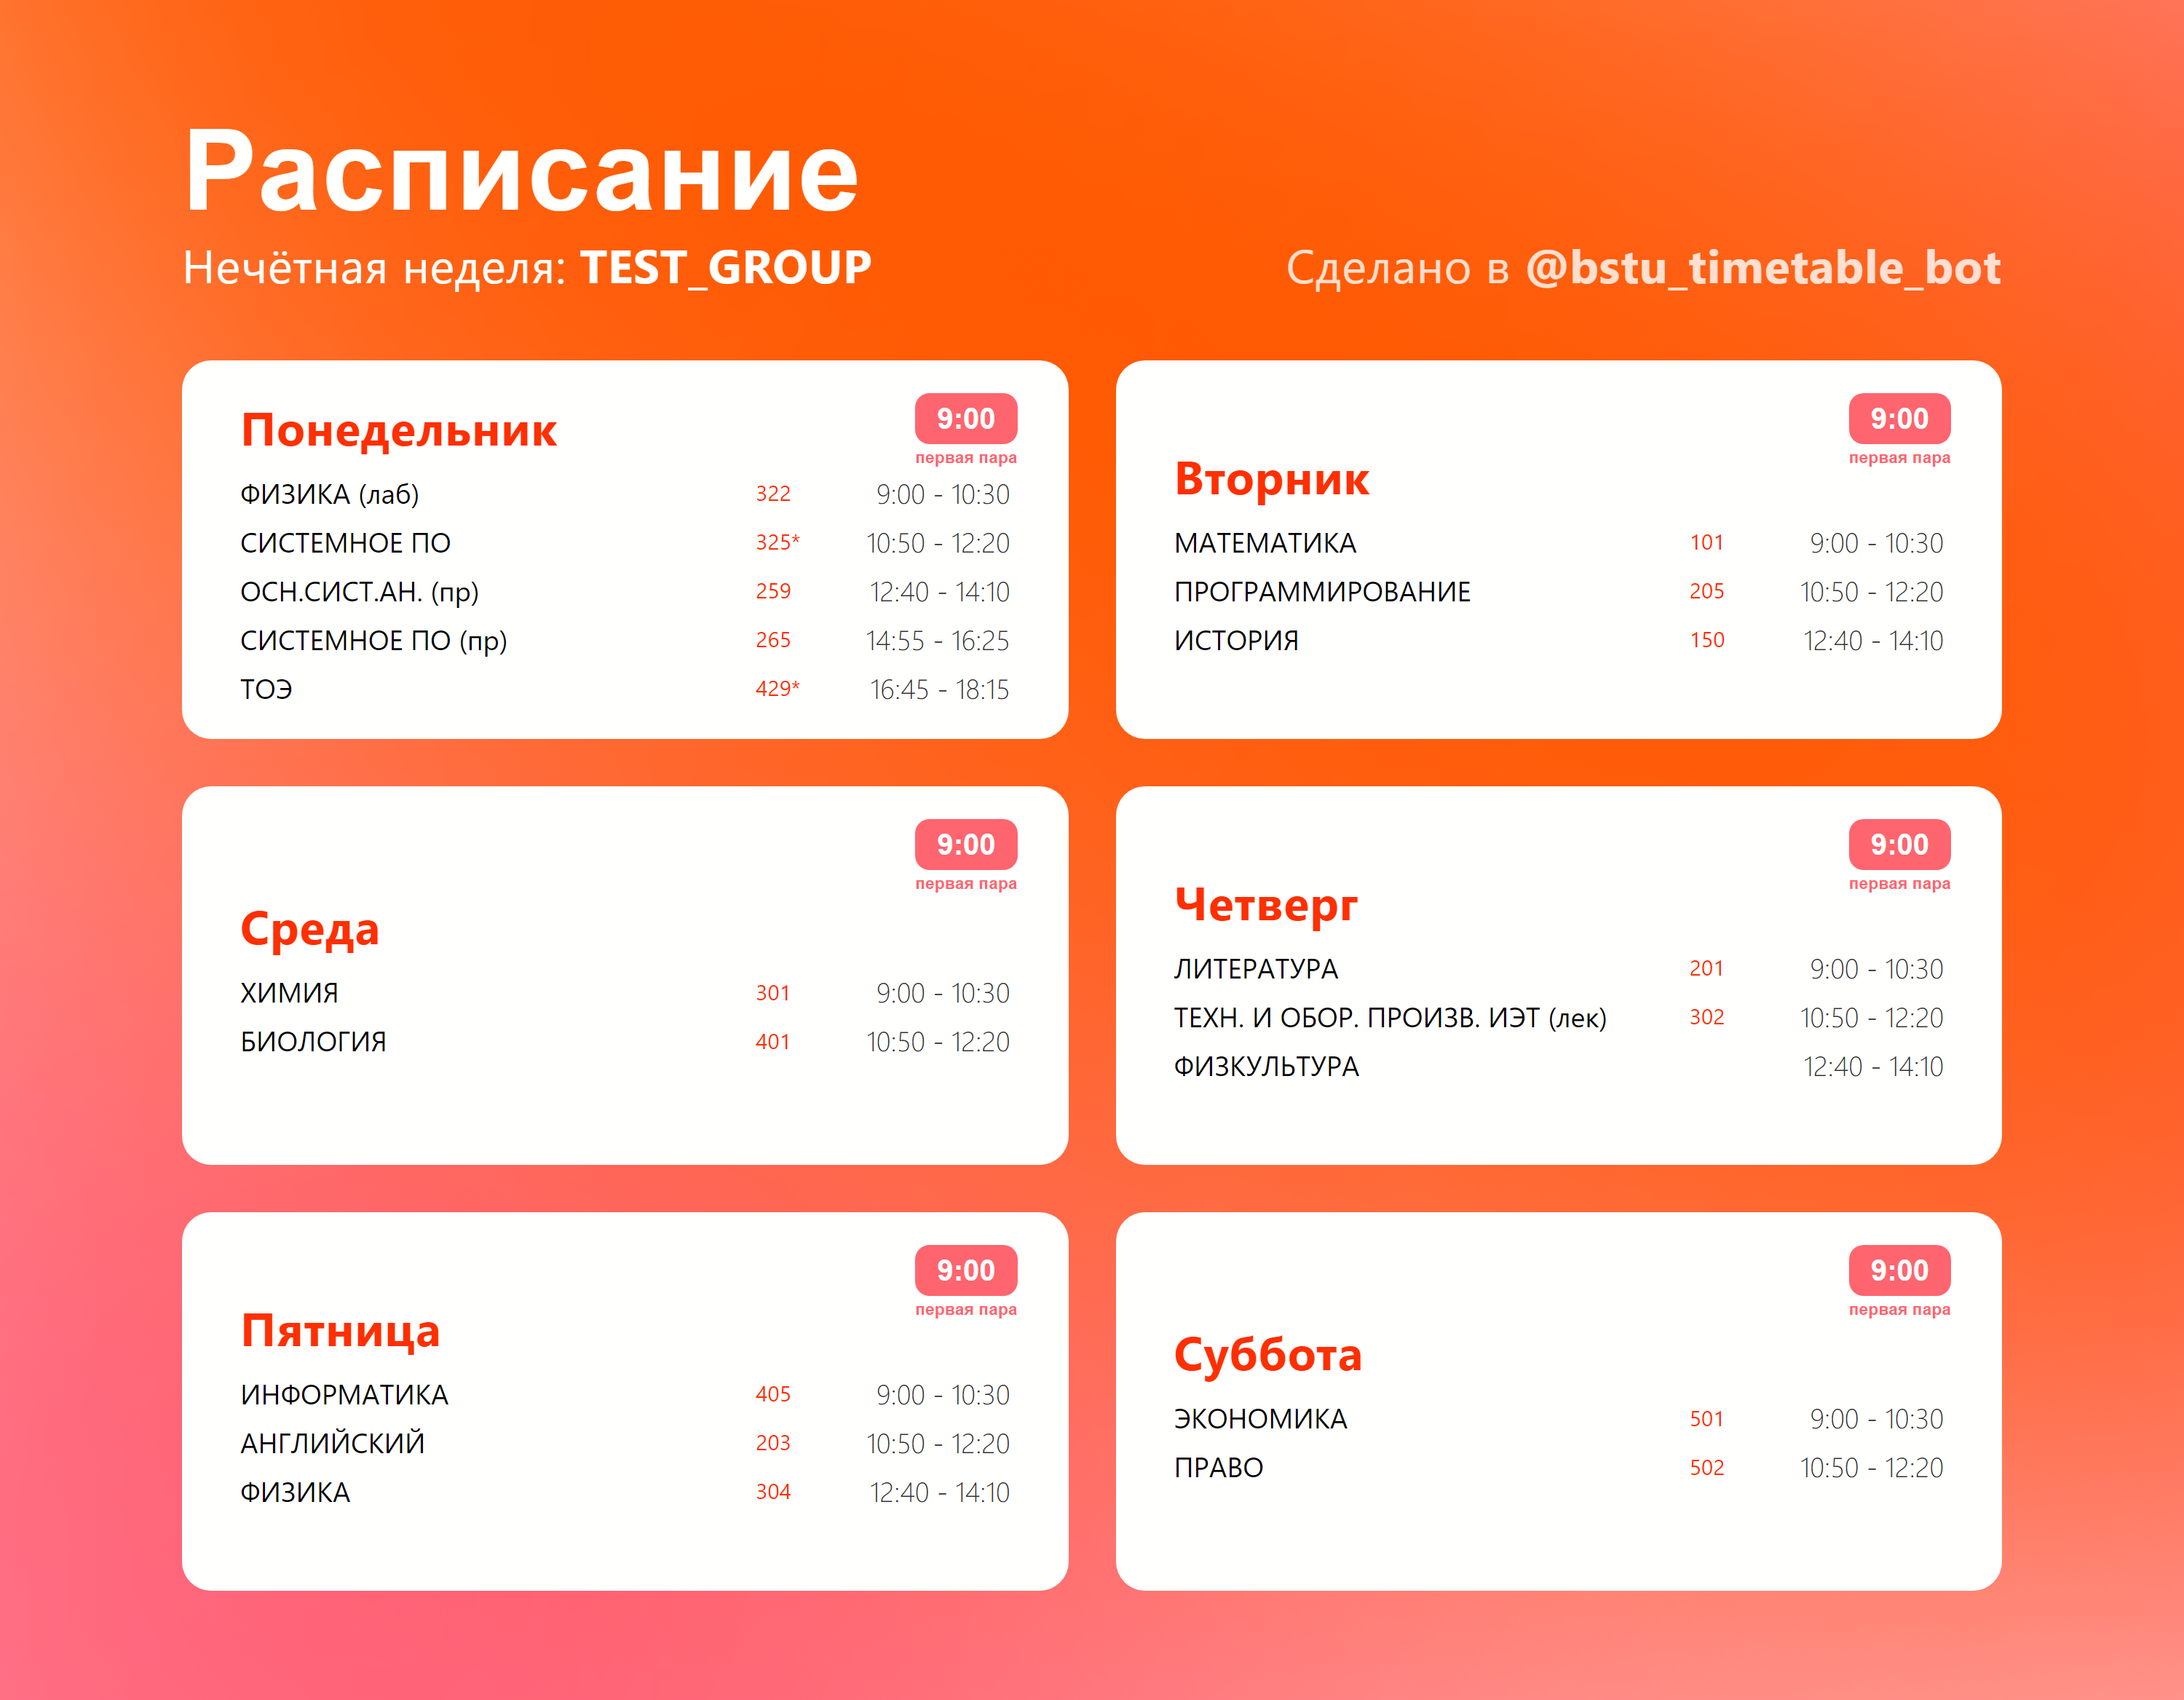 Расписание
Нечётная неделя: TEST_GROUP
Сделано в @bstu_timetable_bot
Понедельник
9:00
первая пара
ФИЗИКА (лаб) 322 9:00 - 10:30
СИСТЕМНОЕ ПО 325* 10:50 - 12:20
ОСН.СИСТ.АН. (пр) 259 12:40 - 14:10
СИСТЕМНОЕ ПО (пр) 265 14:55 - 16:25
ТОЭ 429* 16:45 - 18:15
Вторник
9:00
первая пара
МАТЕМАТИКА 101 9:00 - 10:30
ПРОГРАММИРОВАНИЕ 205 10:50 - 12:20
ИСТОРИЯ 150 12:40 - 14:10
Среда
9:00
первая пара
ХИМИЯ 301 9:00 - 10:30
БИОЛОГИЯ 401 10:50 - 12:20
Четверг
9:00
первая пара
ЛИТЕРАТУРА 201 9:00 - 10:30
ТЕХН. И ОБОР. ПРОИЗВ. ИЭТ (лек) 302 10:50 - 12:20
ФИЗКУЛЬТУРА 12:40 - 14:10
Пятница
9:00
первая пара
ИНФОРМАТИКА 405 9:00 - 10:30
АНГЛИЙСКИЙ 203 10:50 - 12:20
ФИЗИКА 304 12:40 - 14:10
Суббота
9:00
первая пара
ЭКОНОМИКА 501 9:00 - 10:30
ПРАВО 502 10:50 - 12:20